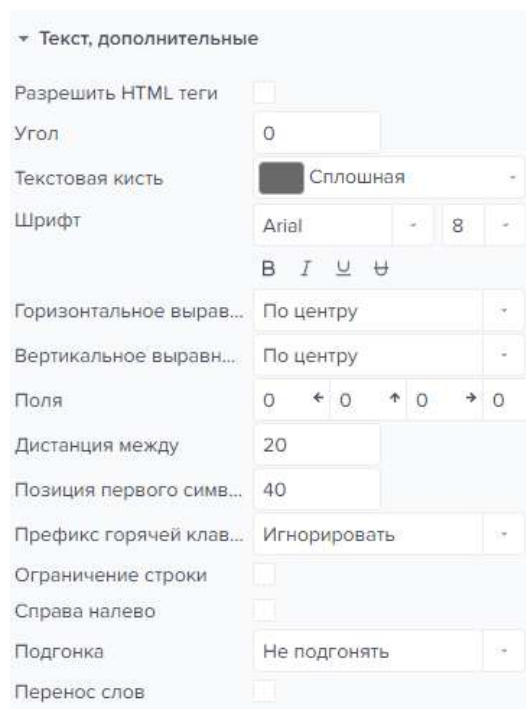 Текст, дополнительные
Разрешить HTML теги
Угол 0
Текстовая кисть Сплошная
Шрифт Arial 8
B I U U
Горизонтальное вырав... По центру
Вертикальное выравн... По центру
Поля 0 0 0 0
Дистанция между 20
Позиция первого симв... 40
Префикс горячей клав... Игнорировать
Ограничение строки
Справа налево
Подгонка Не подгонять
Перенос слов